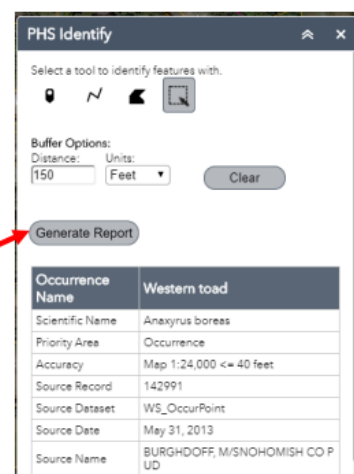 PHS Identify
Select a tool to identify features with.
Buffer Options:
Distance: Units:
150 Feet Clear
Generate Report
Occurrence Name Western toad
Scientific Name Anaxyrus boreas
Priority Area Occurrence
Accuracy Map 1:24,000 <= 40 feet
Source Record 142991
Source Dataset WS_OccurPoint
Source Date May 31, 2013
Source Name BURGHDOFF, M/SNOHOMISH CO P
UD